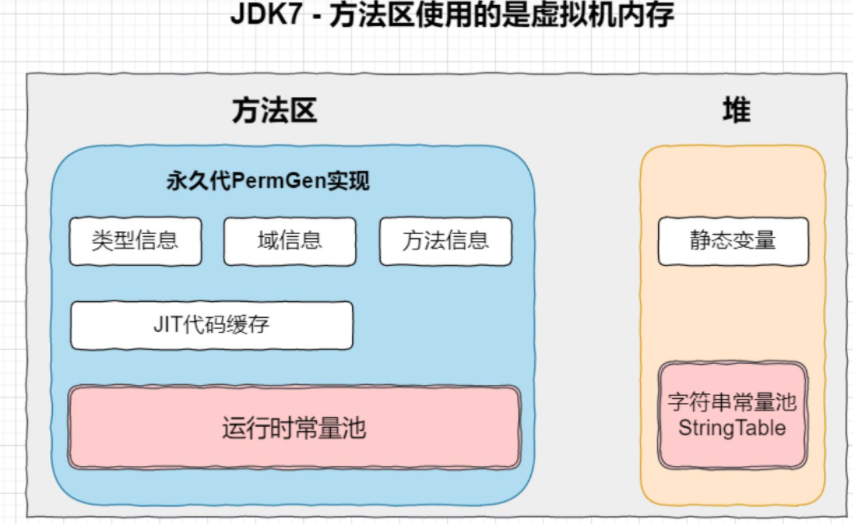 JDK7 - 方法区使用的是虚拟机内存
方法区
堆
永久代PermGen实现
类型信息
域信息
方法信息
静态变量
JIT代码缓存
运行时常量池
字符串常量池
StringTable